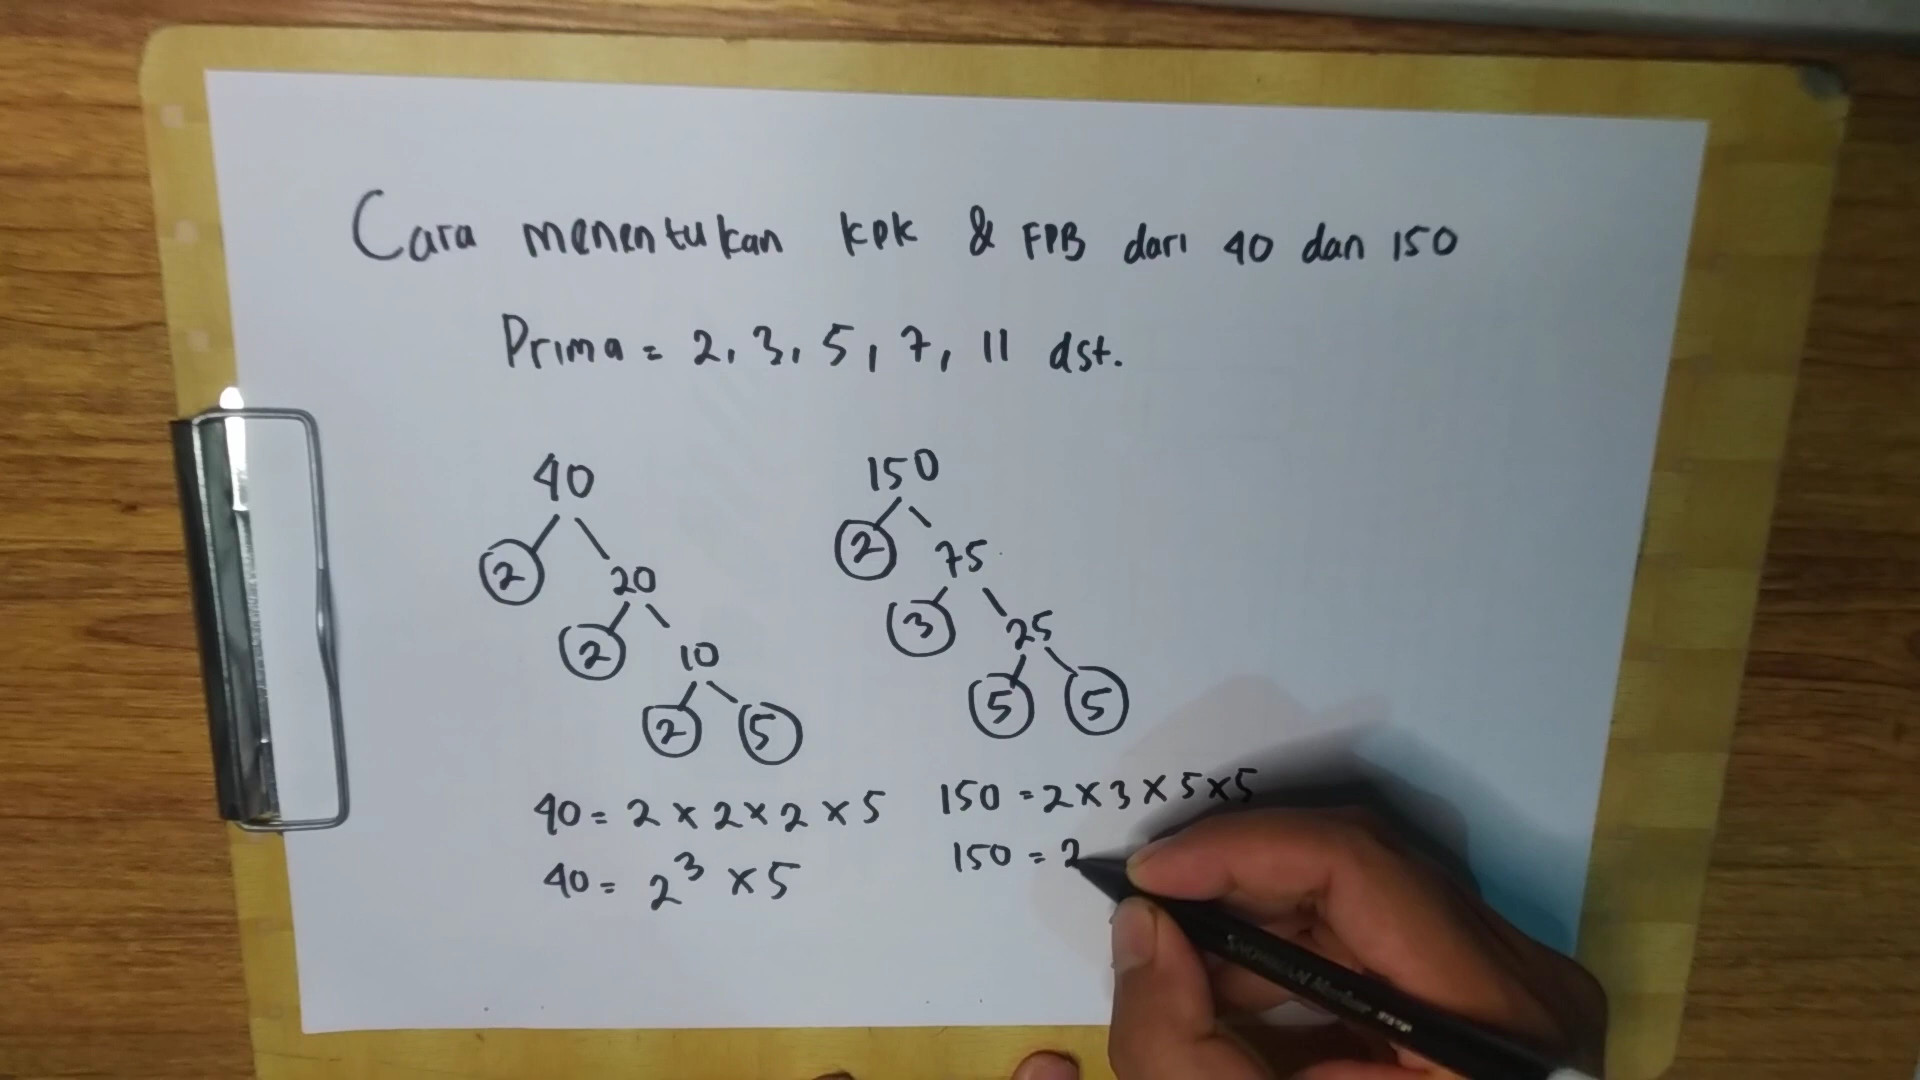 Cara menentukan KPK & FPB dari 40 dan 150
Prima = 2, 3, 5, 7, 11 dst.
40
2 20
2 10
2 5
150
2 75
3 25
5 5
40 = 2 × 2 × 2 × 5
40 = 2³ × 5
150 = 2 × 3 × 5 × 5
150 = 2
SNOWMAN Marker